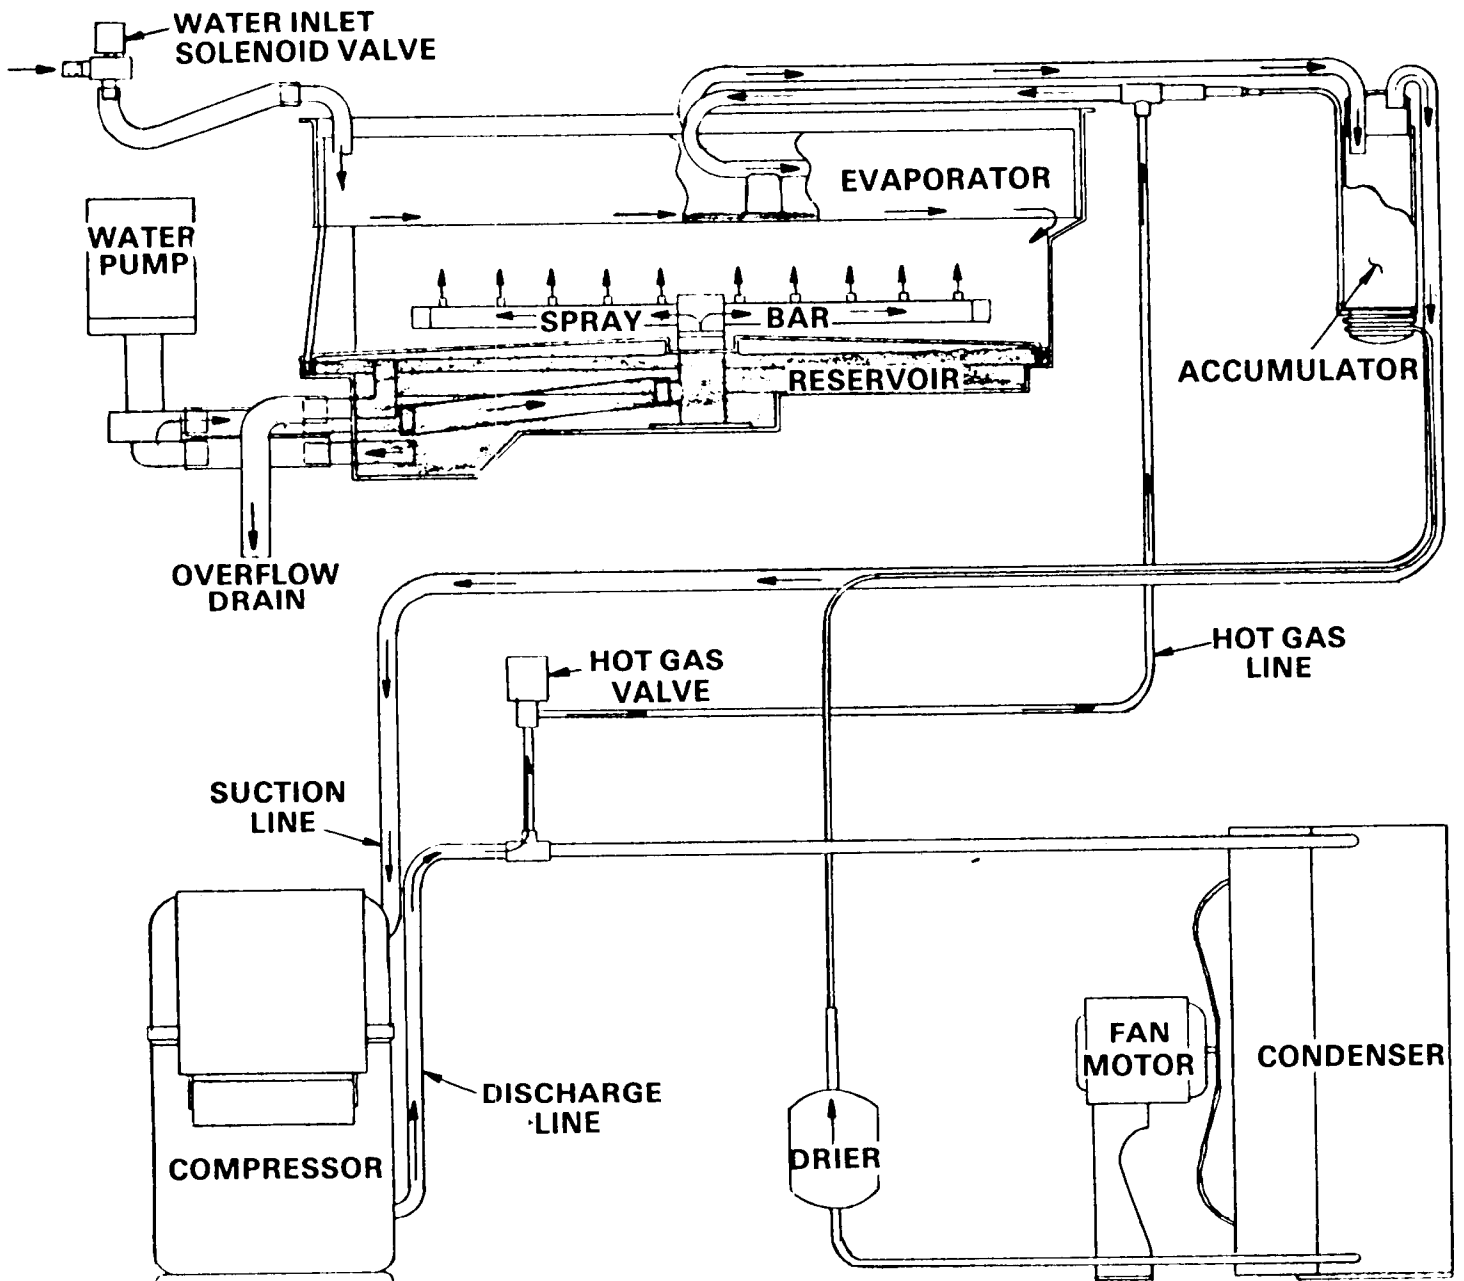 WATER INLET
SOLENOID VALVE
EVAPORATOR
WATER
PUMP
SPRAY BAR
RESERVOIR
ACCUMULATOR
OVERFLOW
DRAIN
HOT GAS
VALVE
HOT GAS
LINE
SUCTION
LINE
FAN
MOTOR
CONDENSER
DISCHARGE
LINE
DRIER
COMPRESSOR